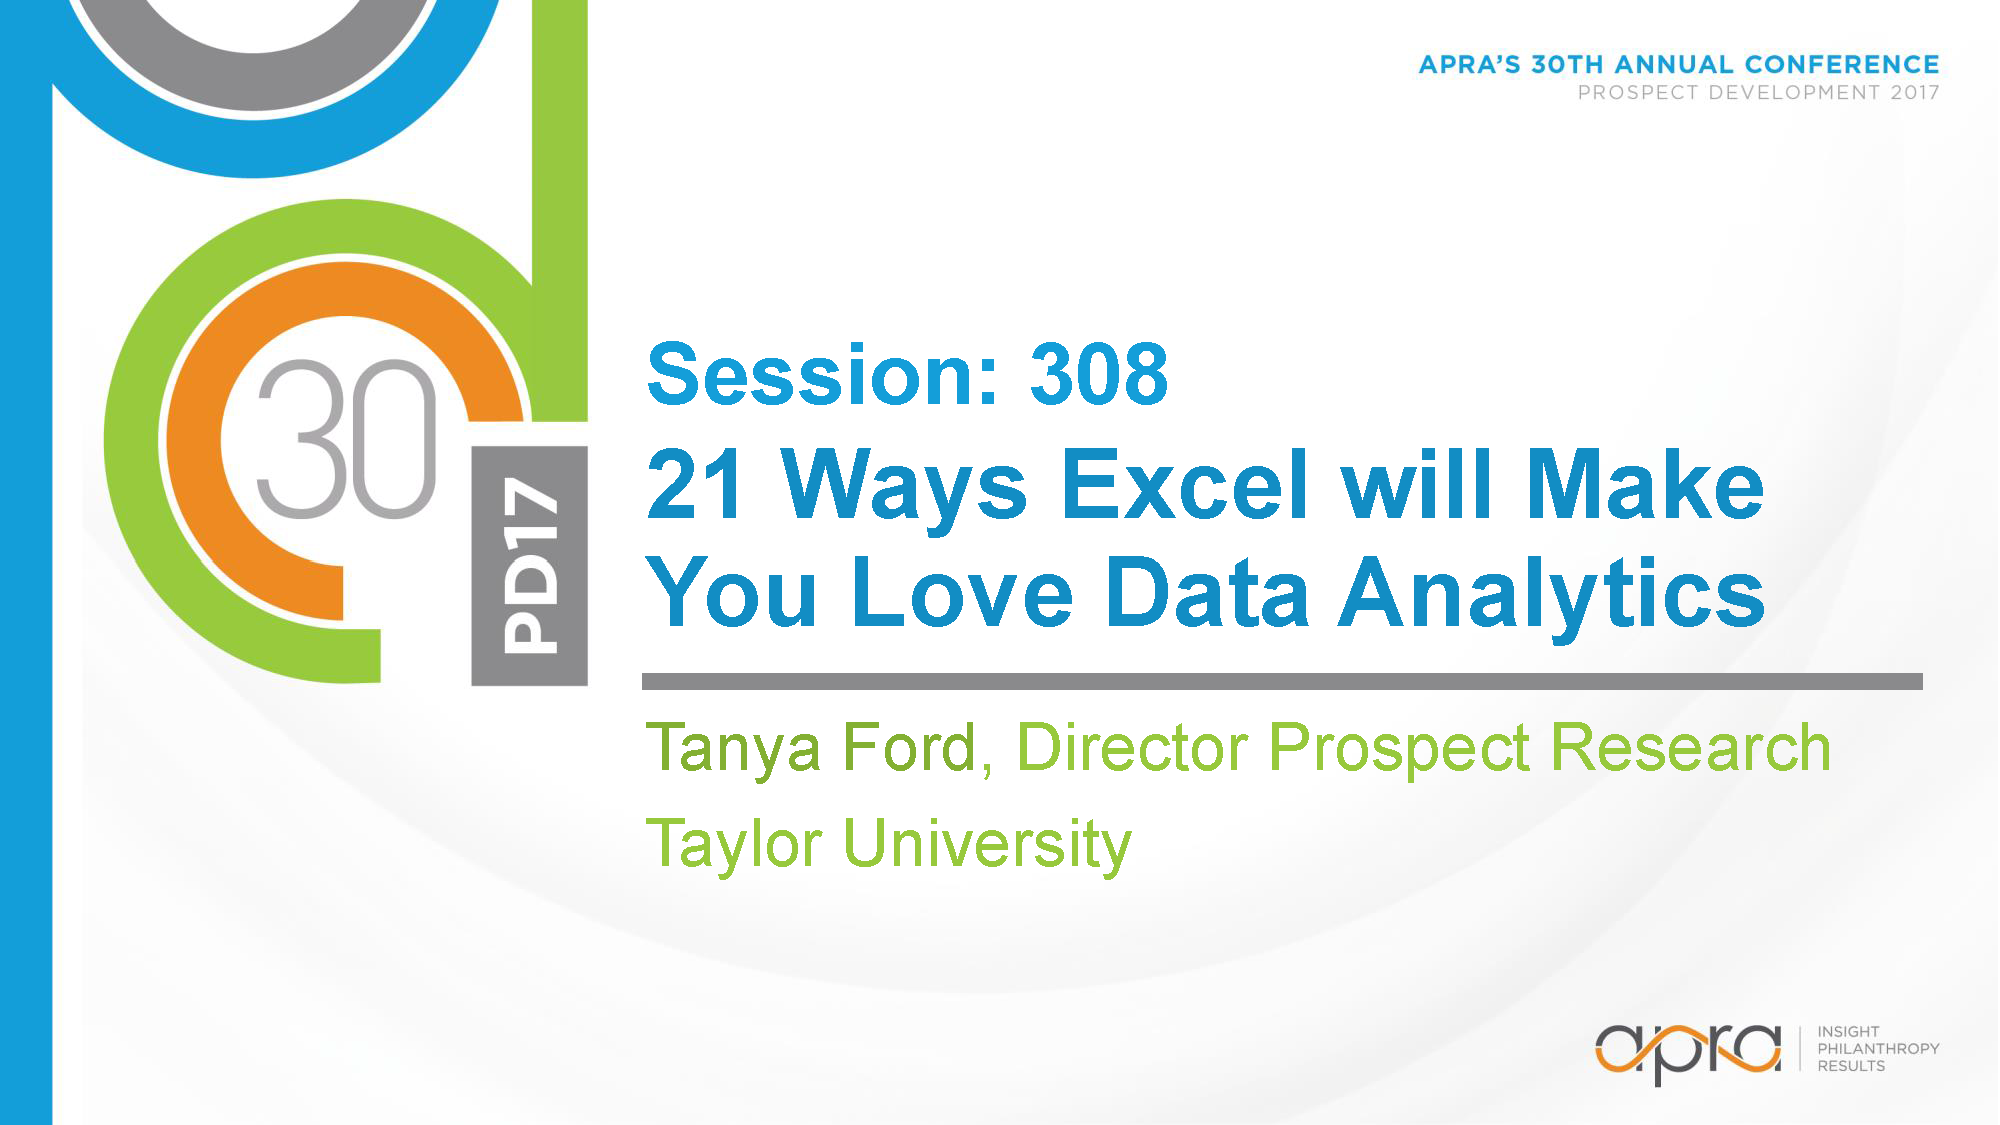 APRA'S 30TH ANNUAL CONFERENCE
PROSPECT DEVELOPMENT 2017
30
PD17
Session: 308
21 Ways Excel will Make
You Love Data Analytics
Tanya Ford, Director Prospect Research
Taylor University
apra
INSIGHT
PHILANTHROPY
RESULTS